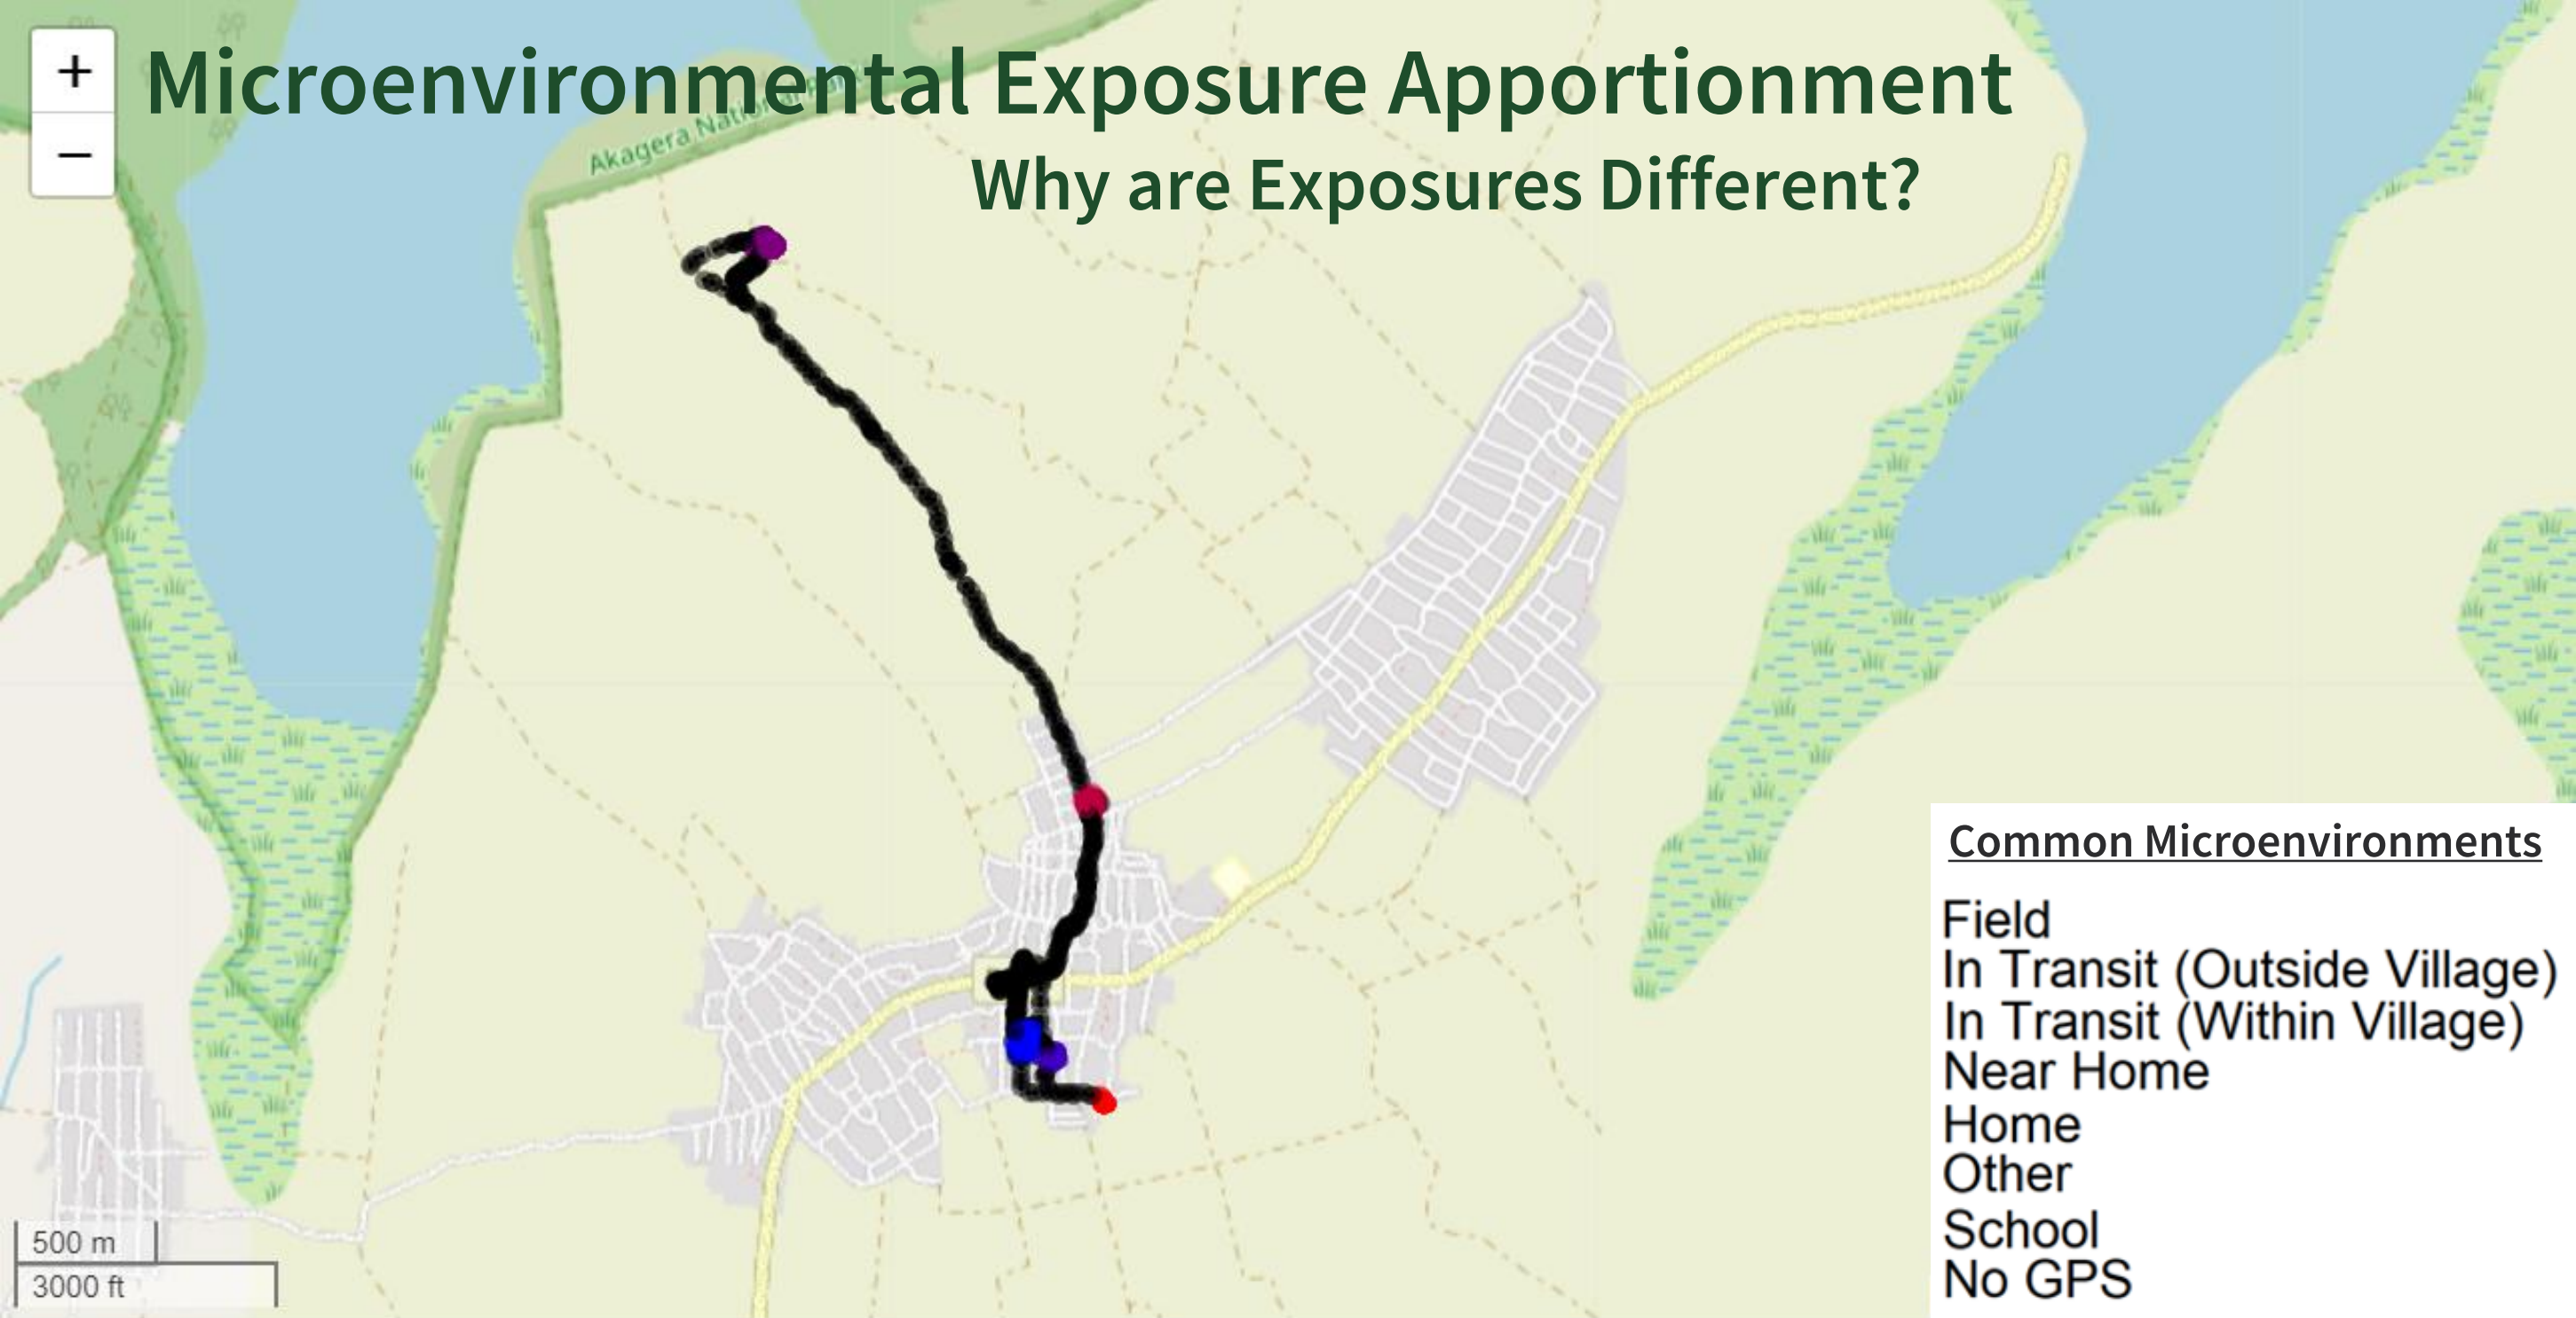 +
Microenvironmental Exposure Apportionment
Akagera
−
Why are Exposures Different?
Common Microenvironments
Field
In Transit (Outside Village)
In Transit (Within Village)
Near Home
Home
Other
School
No GPS
500 m
3000 ft